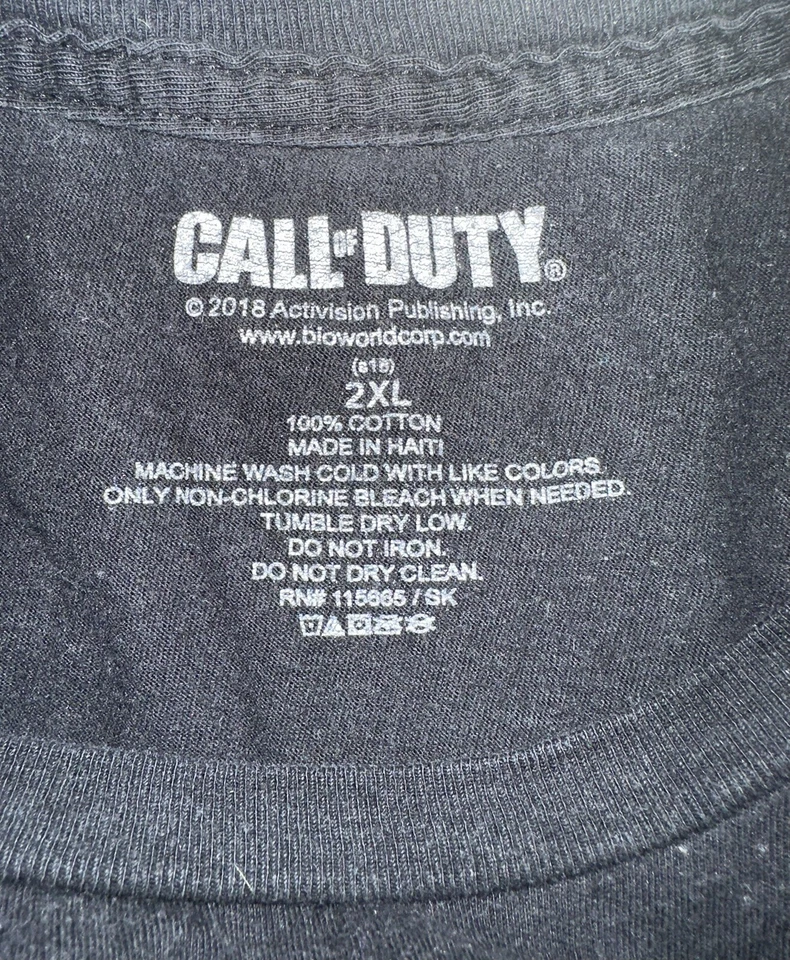 CALL OF DUTY®
©2018 Activision Publishing, Inc.
www.bioworldcorp.com
(s18)
2XL
100% COTTON
MADE IN HAITI
MACHINE WASH COLD WITH LIKE COLORS.
ONLY NON-CHLORINE BLEACH WHEN NEEDED.
TUMBLE DRY LOW.
DO NOT IRON.
DO NOT DRY CLEAN.
RN# 115665 / SK